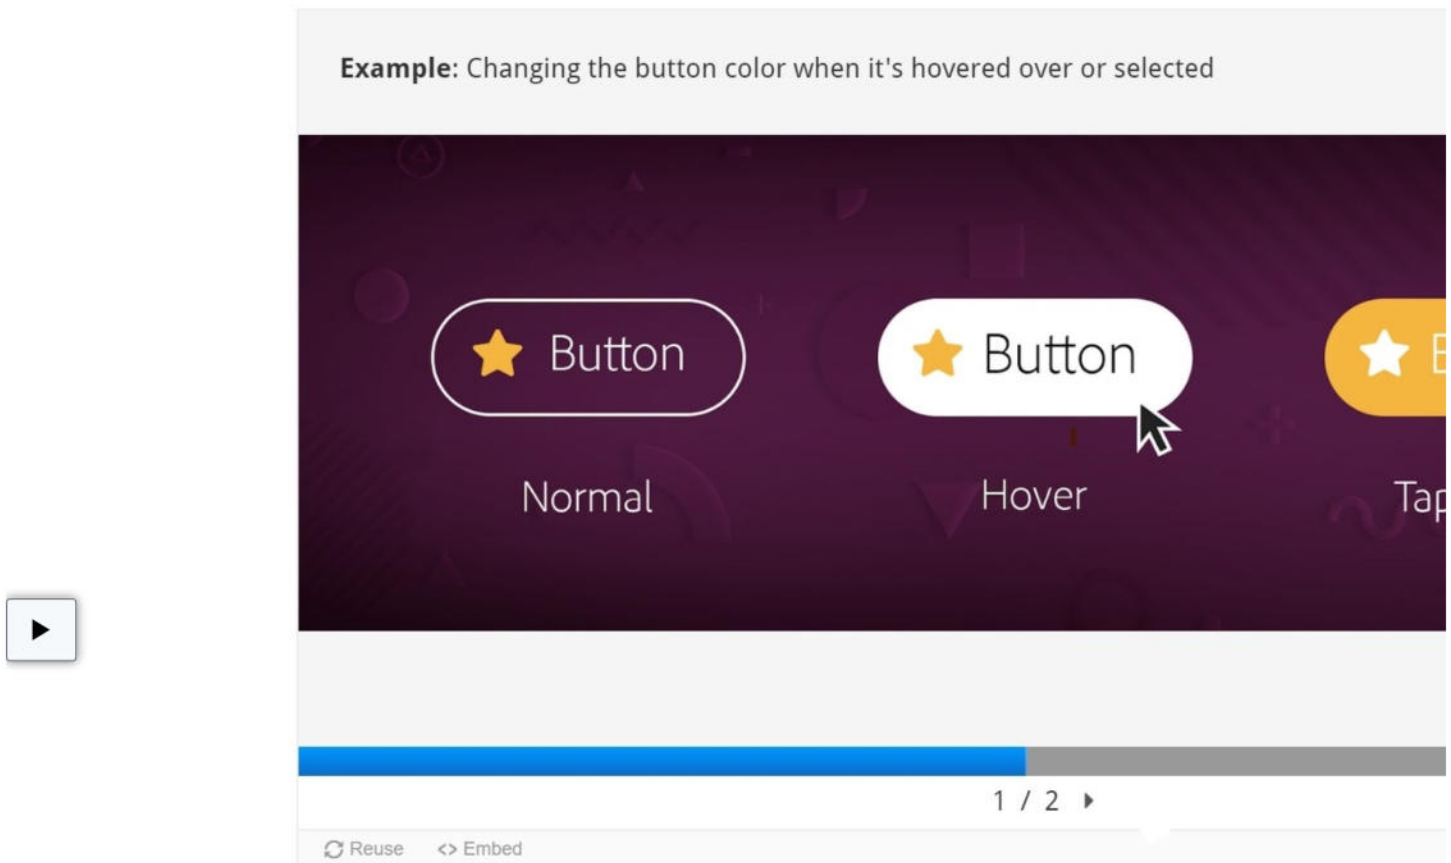 Example: Changing the button color when it's hovered over or selected
Button
Button
Normal
Hover
1 / 2
Reuse
Embed